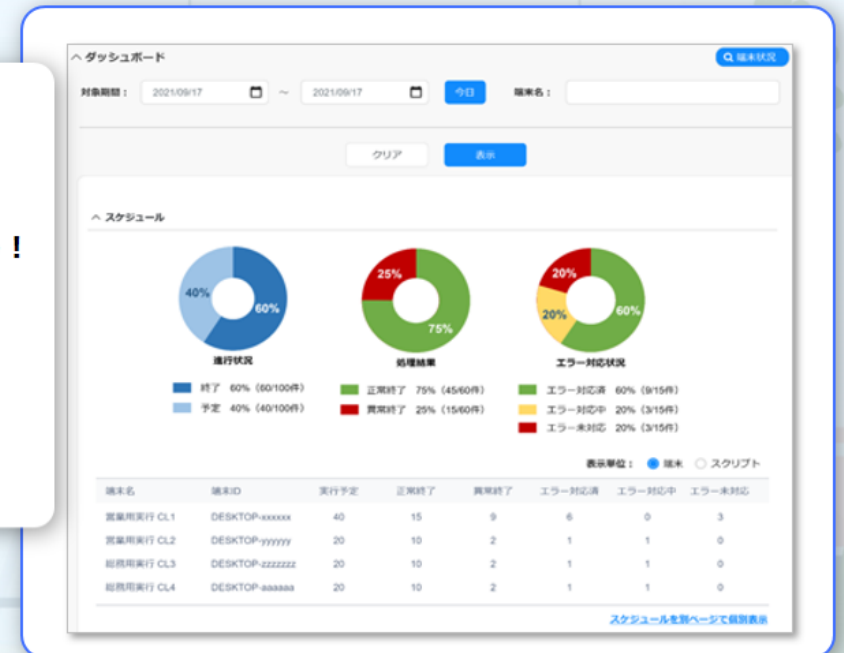 ダッシュボード
端末状況
対象期間： 2021/09/17 ～ 2021/09/17 今日 端末名：
クリア 表示
！
スケジュール
40% 60%
25% 75%
20% 20% 60%
進行状況 処理結果 エラー対応状況
終了 60%（60/100件） 正常終了 75%（45/60件） エラー対応済 60%（9/15件）
予定 40%（40/100件） 異常終了 25%（15/60件） エラー対応中 20%（3/15件）
エラー未対応 20%（3/15件）
表示単位： 端末 スクリプト
端末名 端末ID 実行予定 正常終了 異常終了 エラー対応済 エラー対応中 エラー未対応
営業用実行 CL1 DESKTOP-xxxxxx 40 15 9 6 0 3
営業用実行 CL2 DESKTOP-yyyyyy 20 10 2 1 1 0
総務用実行 CL3 DESKTOP-zzzzzzz 20 10 2 1 1 0
総務用実行 CL4 DESKTOP-aaaaaa 20 10 2 1 1 0
スケジュールを別ページで個別表示